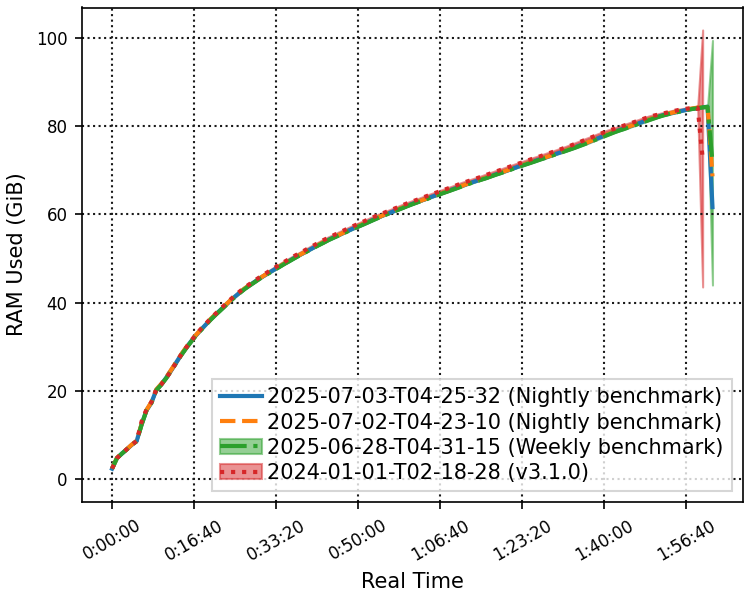 100
80
60
40
20
0
RAM Used (GiB)
2025-07-03-T04-25-32 (Nightly benchmark)
2025-07-02-T04-23-10 (Nightly benchmark)
2025-06-28-T04-31-15 (Weekly benchmark)
2024-01-01-T02-18-28 (v3.1.0)
0:00:00 0:16:40 0:33:20 0:50:00 1:06:40 1:23:20 1:40:00 1:56:40
Real Time